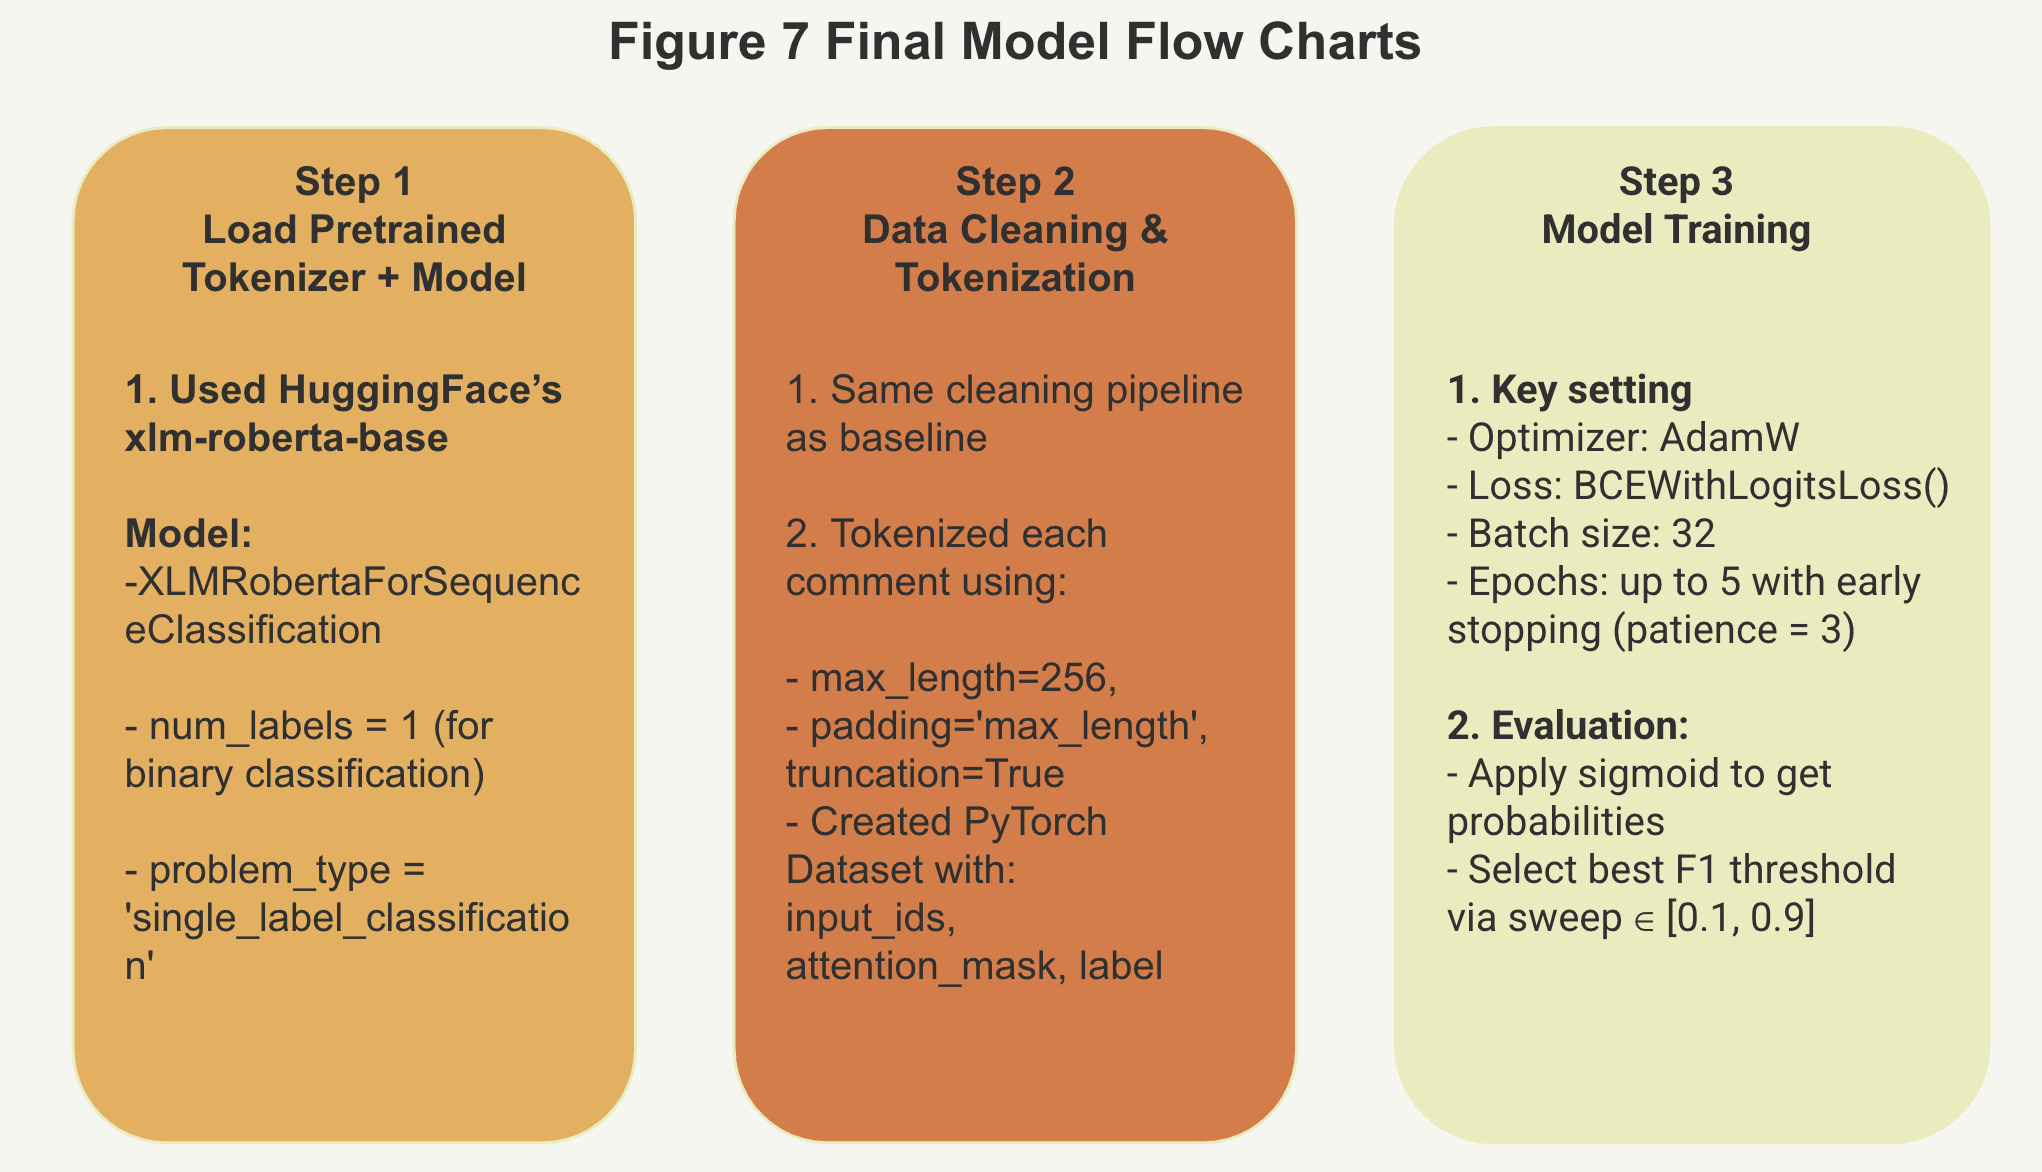 Figure 7 Final Model Flow Charts
Step 1
Load Pretrained
Tokenizer + Model
1. Used HuggingFace’s
xlm-roberta-base
Model:
-XLMRobertaForSequenc
eClassification
- num_labels = 1 (for
binary classification)
- problem_type =
'single_label_classificatio
n'
Step 2
Data Cleaning &
Tokenization
1. Same cleaning pipeline
as baseline
2. Tokenized each
comment using:
- max_length=256,
- padding='max_length',
truncation=True
- Created PyTorch
Dataset with:
input_ids,
attention_mask, label
Step 3
Model Training
1. Key setting
- Optimizer: AdamW
- Loss: BCEWithLogitsLoss()
- Batch size: 32
- Epochs: up to 5 with early
stopping (patience = 3)
2. Evaluation:
- Apply sigmoid to get
probabilities
- Select best F1 threshold
via sweep ∈ [0.1, 0.9]